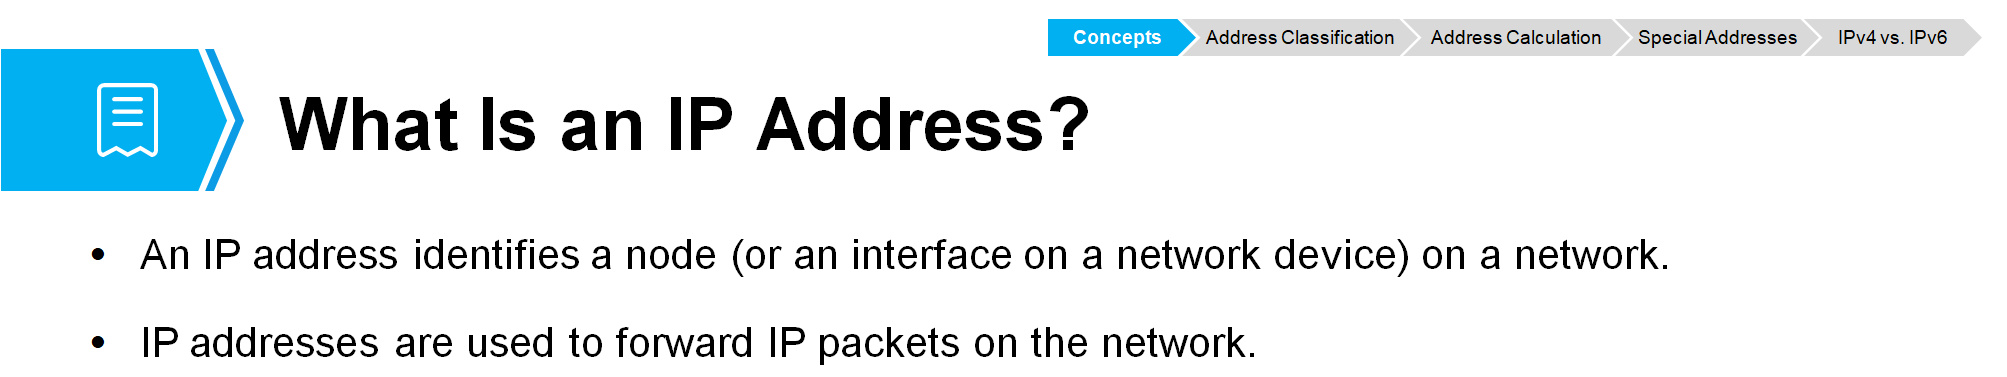 Concepts
Address Classification
Address Calculation
Special Addresses
IPv4 vs. IPv6
What Is an IP Address?
• An IP address identifies a node (or an interface on a network device) on a network.
• IP addresses are used to forward IP packets on the network.